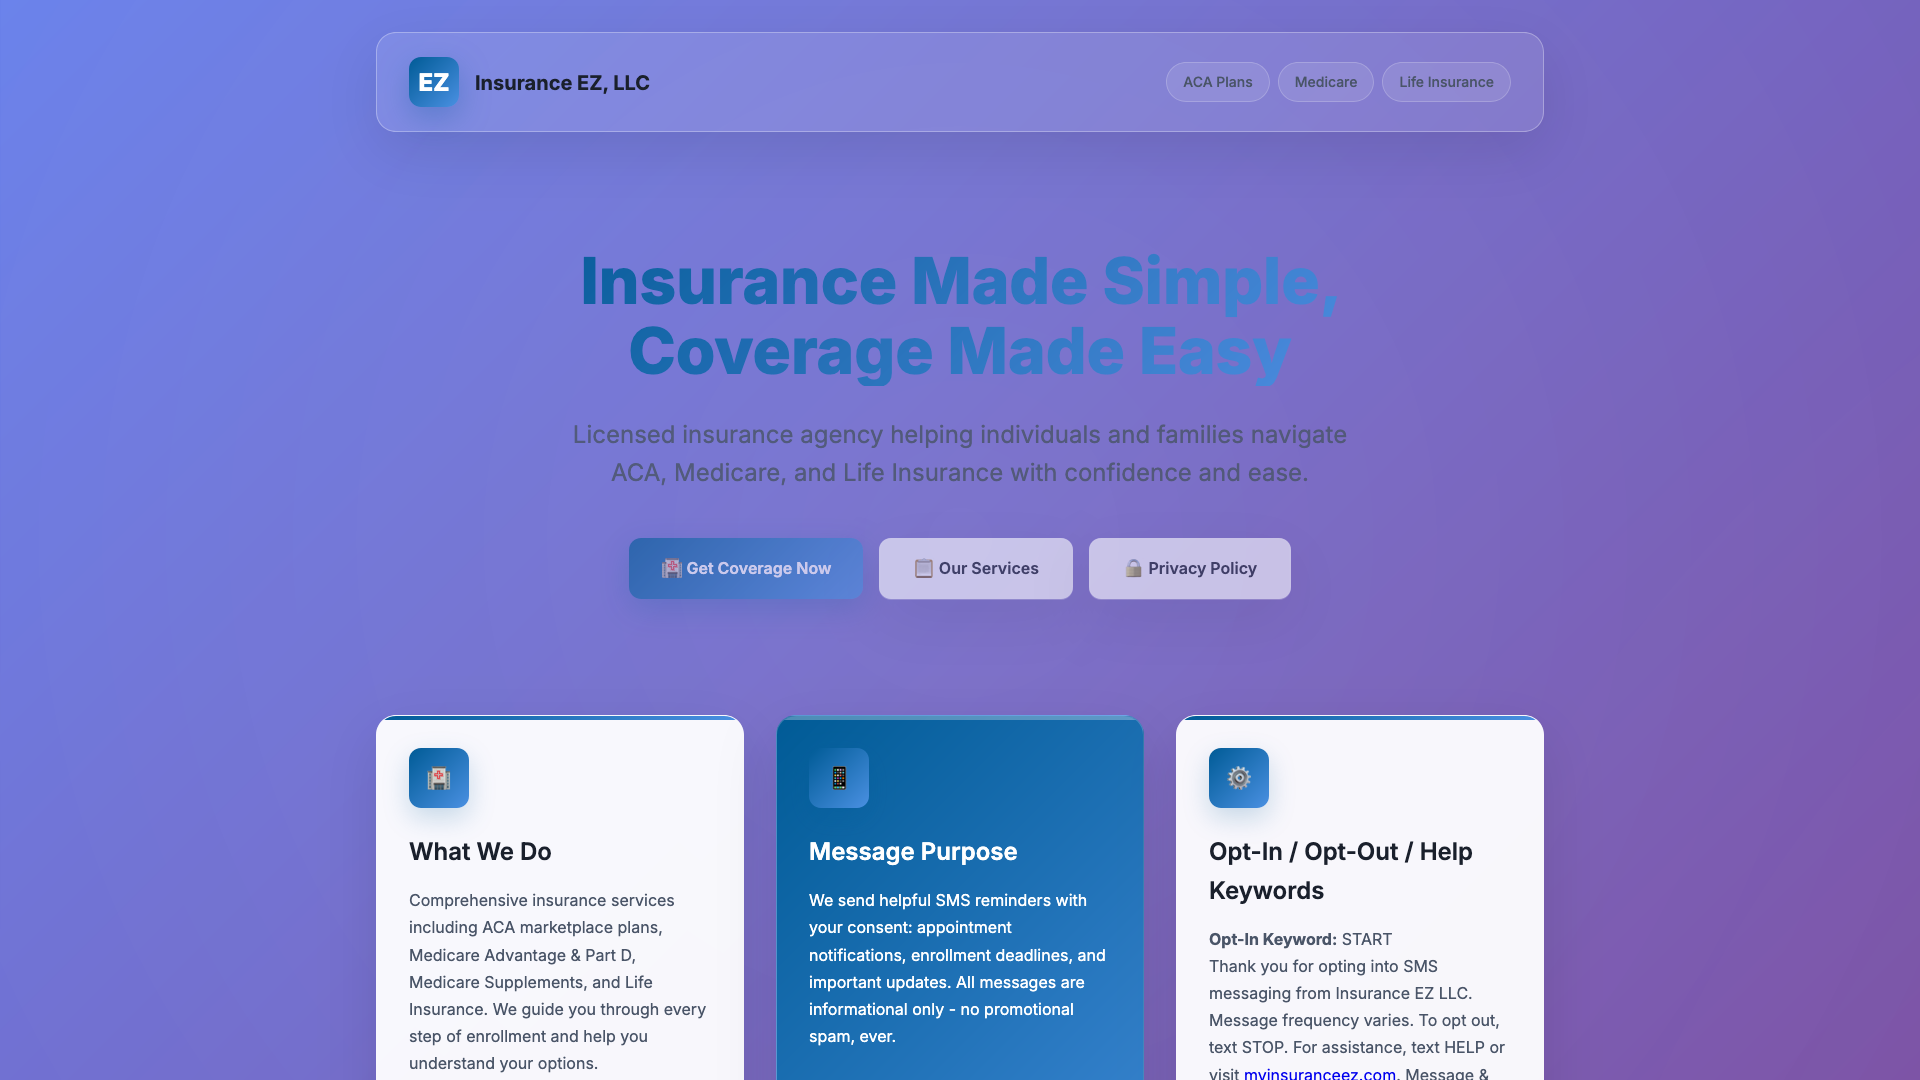 EZ
Insurance EZ, LLC
ACA Plans
Medicare
Life Insurance
Insurance Made Simple,
Coverage Made Easy
Licensed insurance agency helping individuals and families navigate
ACA, Medicare, and Life Insurance with confidence and ease.
Get Coverage Now
Our Services
Privacy Policy
What We Do
Comprehensive insurance services
including ACA marketplace plans,
Medicare Advantage & Part D,
Medicare Supplements, and Life
Insurance. We guide you through every
step of enrollment and help you
understand your options.
Message Purpose
We send helpful SMS reminders with
your consent: appointment
notifications, enrollment deadlines, and
important updates. All messages are
informational only - no promotional
spam, ever.
Opt-In / Opt-Out / Help
Keywords
Opt-In Keyword: START
Thank you for opting into SMS
messaging from Insurance EZ LLC.
Message frequency varies. To opt out,
text STOP. For assistance, text HELP or
visit myinsuranceez.com. Message &